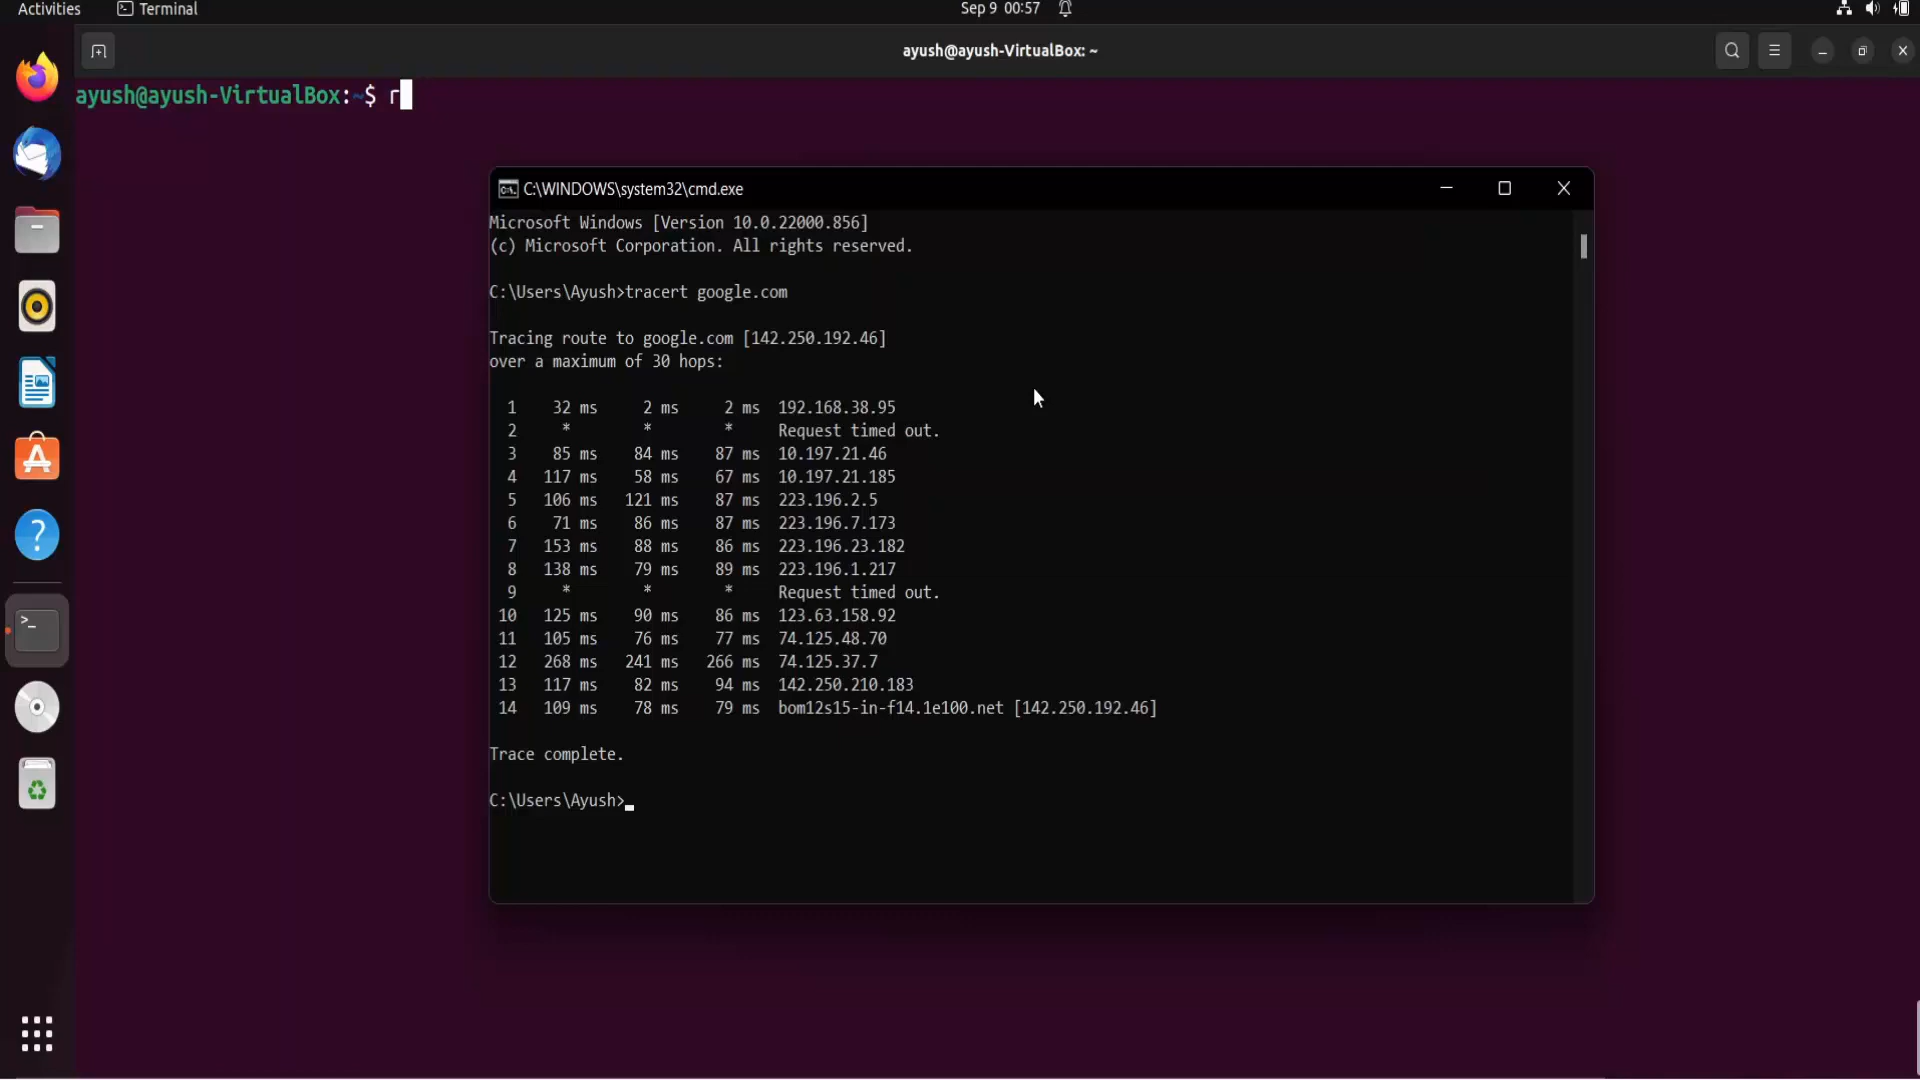 Activities Terminal Sep 9 00:57
ayush@ayush-VirtualBox: ~
ayush@ayush-VirtualBox:~$ r
C:\WINDOWS\system32\cmd.exe
Microsoft Windows [Version 10.0.22000.856]
(c) Microsoft Corporation. All rights reserved.
C:\Users\Ayush>tracert google.com
Tracing route to google.com [142.250.192.46]
over a maximum of 30 hops:
1 32 ms 2 ms 2 ms 192.168.38.95
2 * * * Request timed out.
3 85 ms 84 ms 87 ms 10.197.21.46
4 117 ms 58 ms 67 ms 10.197.21.185
5 106 ms 121 ms 87 ms 223.196.2.5
6 71 ms 86 ms 87 ms 223.196.7.173
7 153 ms 88 ms 86 ms 223.196.23.182
8 138 ms 79 ms 89 ms 223.196.1.217
9 * * * Request timed out.
10 125 ms 90 ms 86 ms 123.63.158.92
11 105 ms 76 ms 77 ms 74.125.48.70
12 268 ms 241 ms 266 ms 74.125.37.7
13 117 ms 82 ms 94 ms 142.250.210.183
14 109 ms 78 ms 79 ms bom12s15-in-f14.1e100.net [142.250.192.46]
Trace complete.
C:\Users\Ayush>